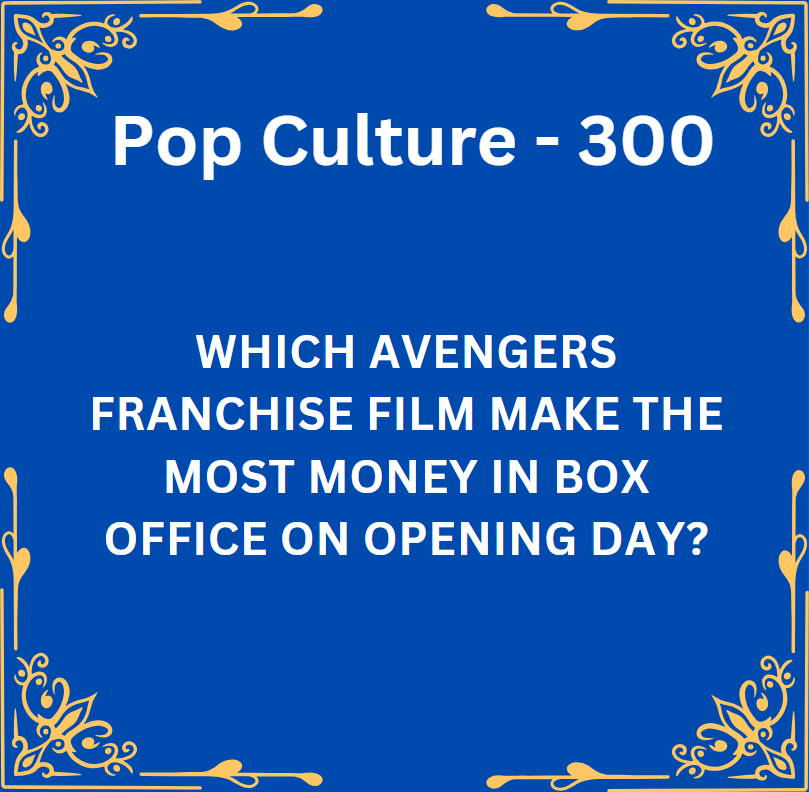 Pop Culture - 300
WHICH AVENGERS
FRANCHISE FILM MAKE THE
MOST MONEY IN BOX
OFFICE ON OPENING DAY?